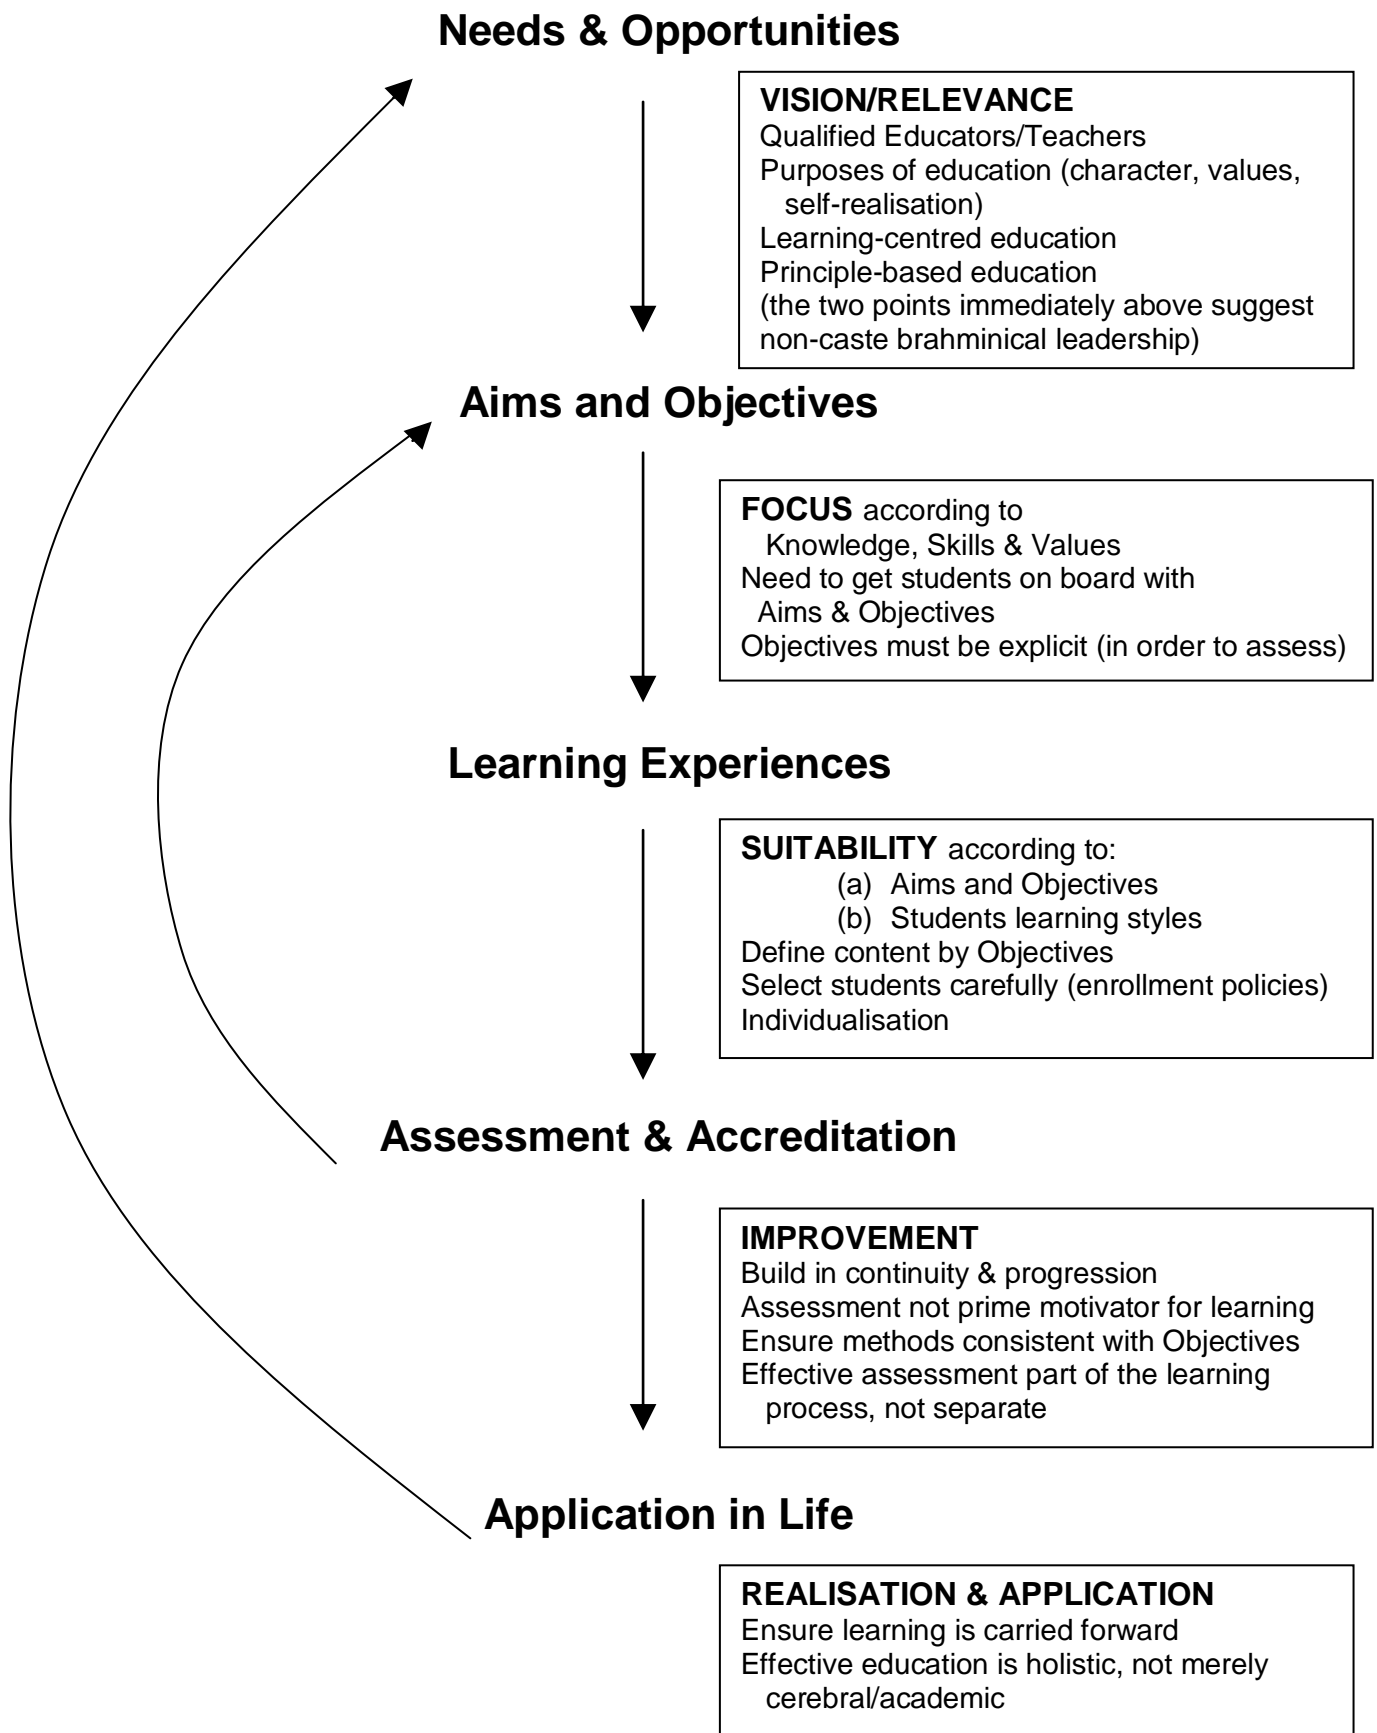 Needs & Opportunities
VISION/RELEVANCE
Qualified Educators/Teachers
Purposes of education (character, values,
self-realisation)
Learning-centred education
Principle-based education
(the two points immediately above suggest
non-caste brahminical leadership)
Aims and Objectives
FOCUS according to
Knowledge, Skills & Values
Need to get students on board with
Aims & Objectives
Objectives must be explicit (in order to assess)
Learning Experiences
SUITABILITY according to:
(a) Aims and Objectives
(b) Students learning styles
Define content by Objectives
Select students carefully (enrollment policies)
Individualisation
Assessment & Accreditation
IMPROVEMENT
Build in continuity & progression
Assessment not prime motivator for learning
Ensure methods consistent with Objectives
Effective assessment part of the learning
process, not separate
Application in Life
REALISATION & APPLICATION
Ensure learning is carried forward
Effective education is holistic, not merely
cerebral/academic